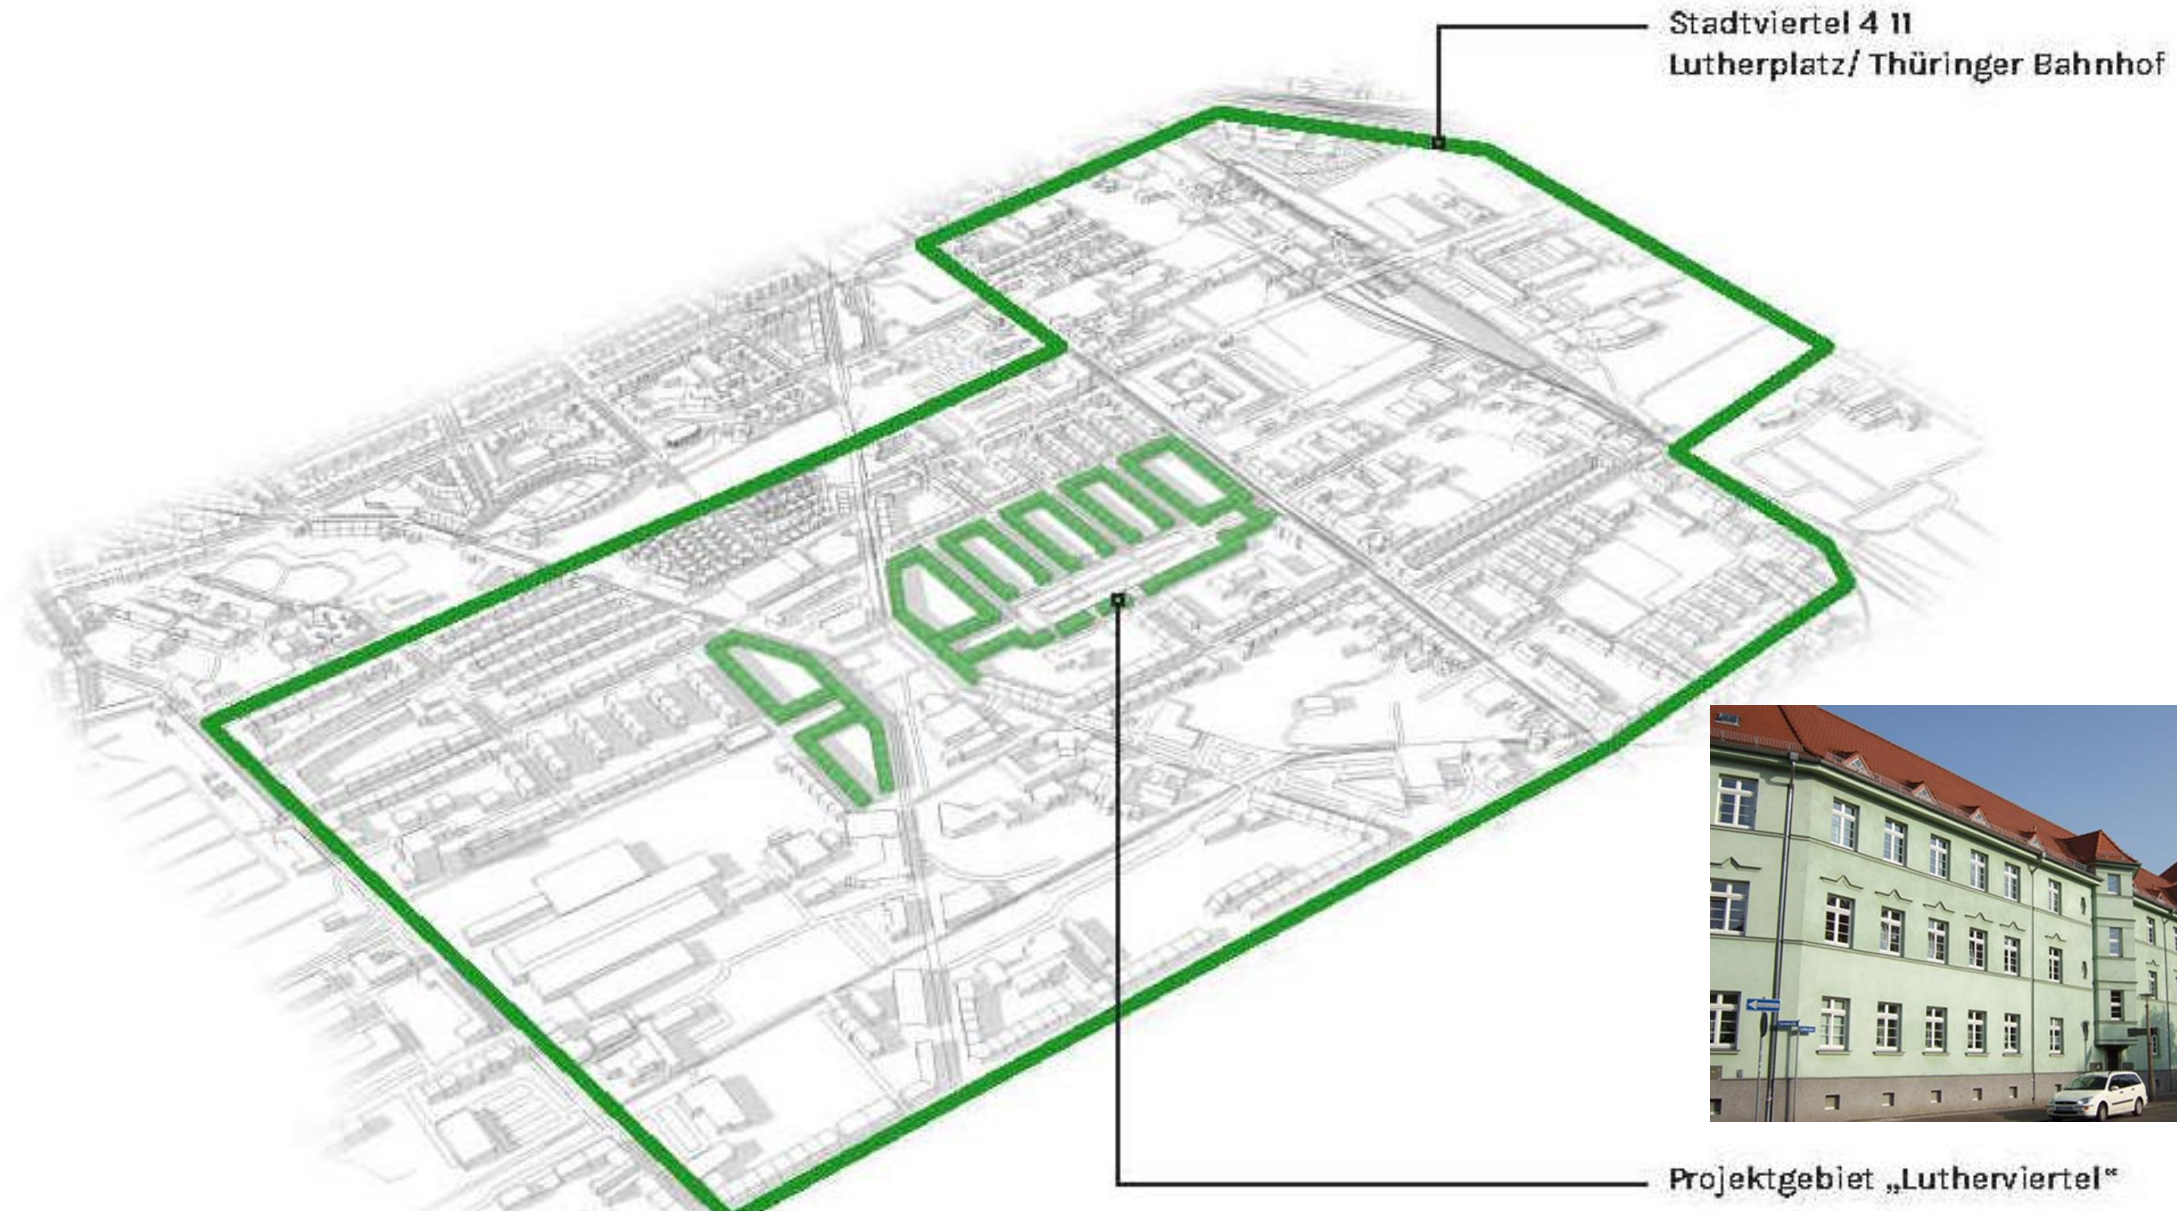 Stadtviertel 4 11
Lutherplatz/ Thüringer Bahnhof
Projektgebiet „Lutherviertel“